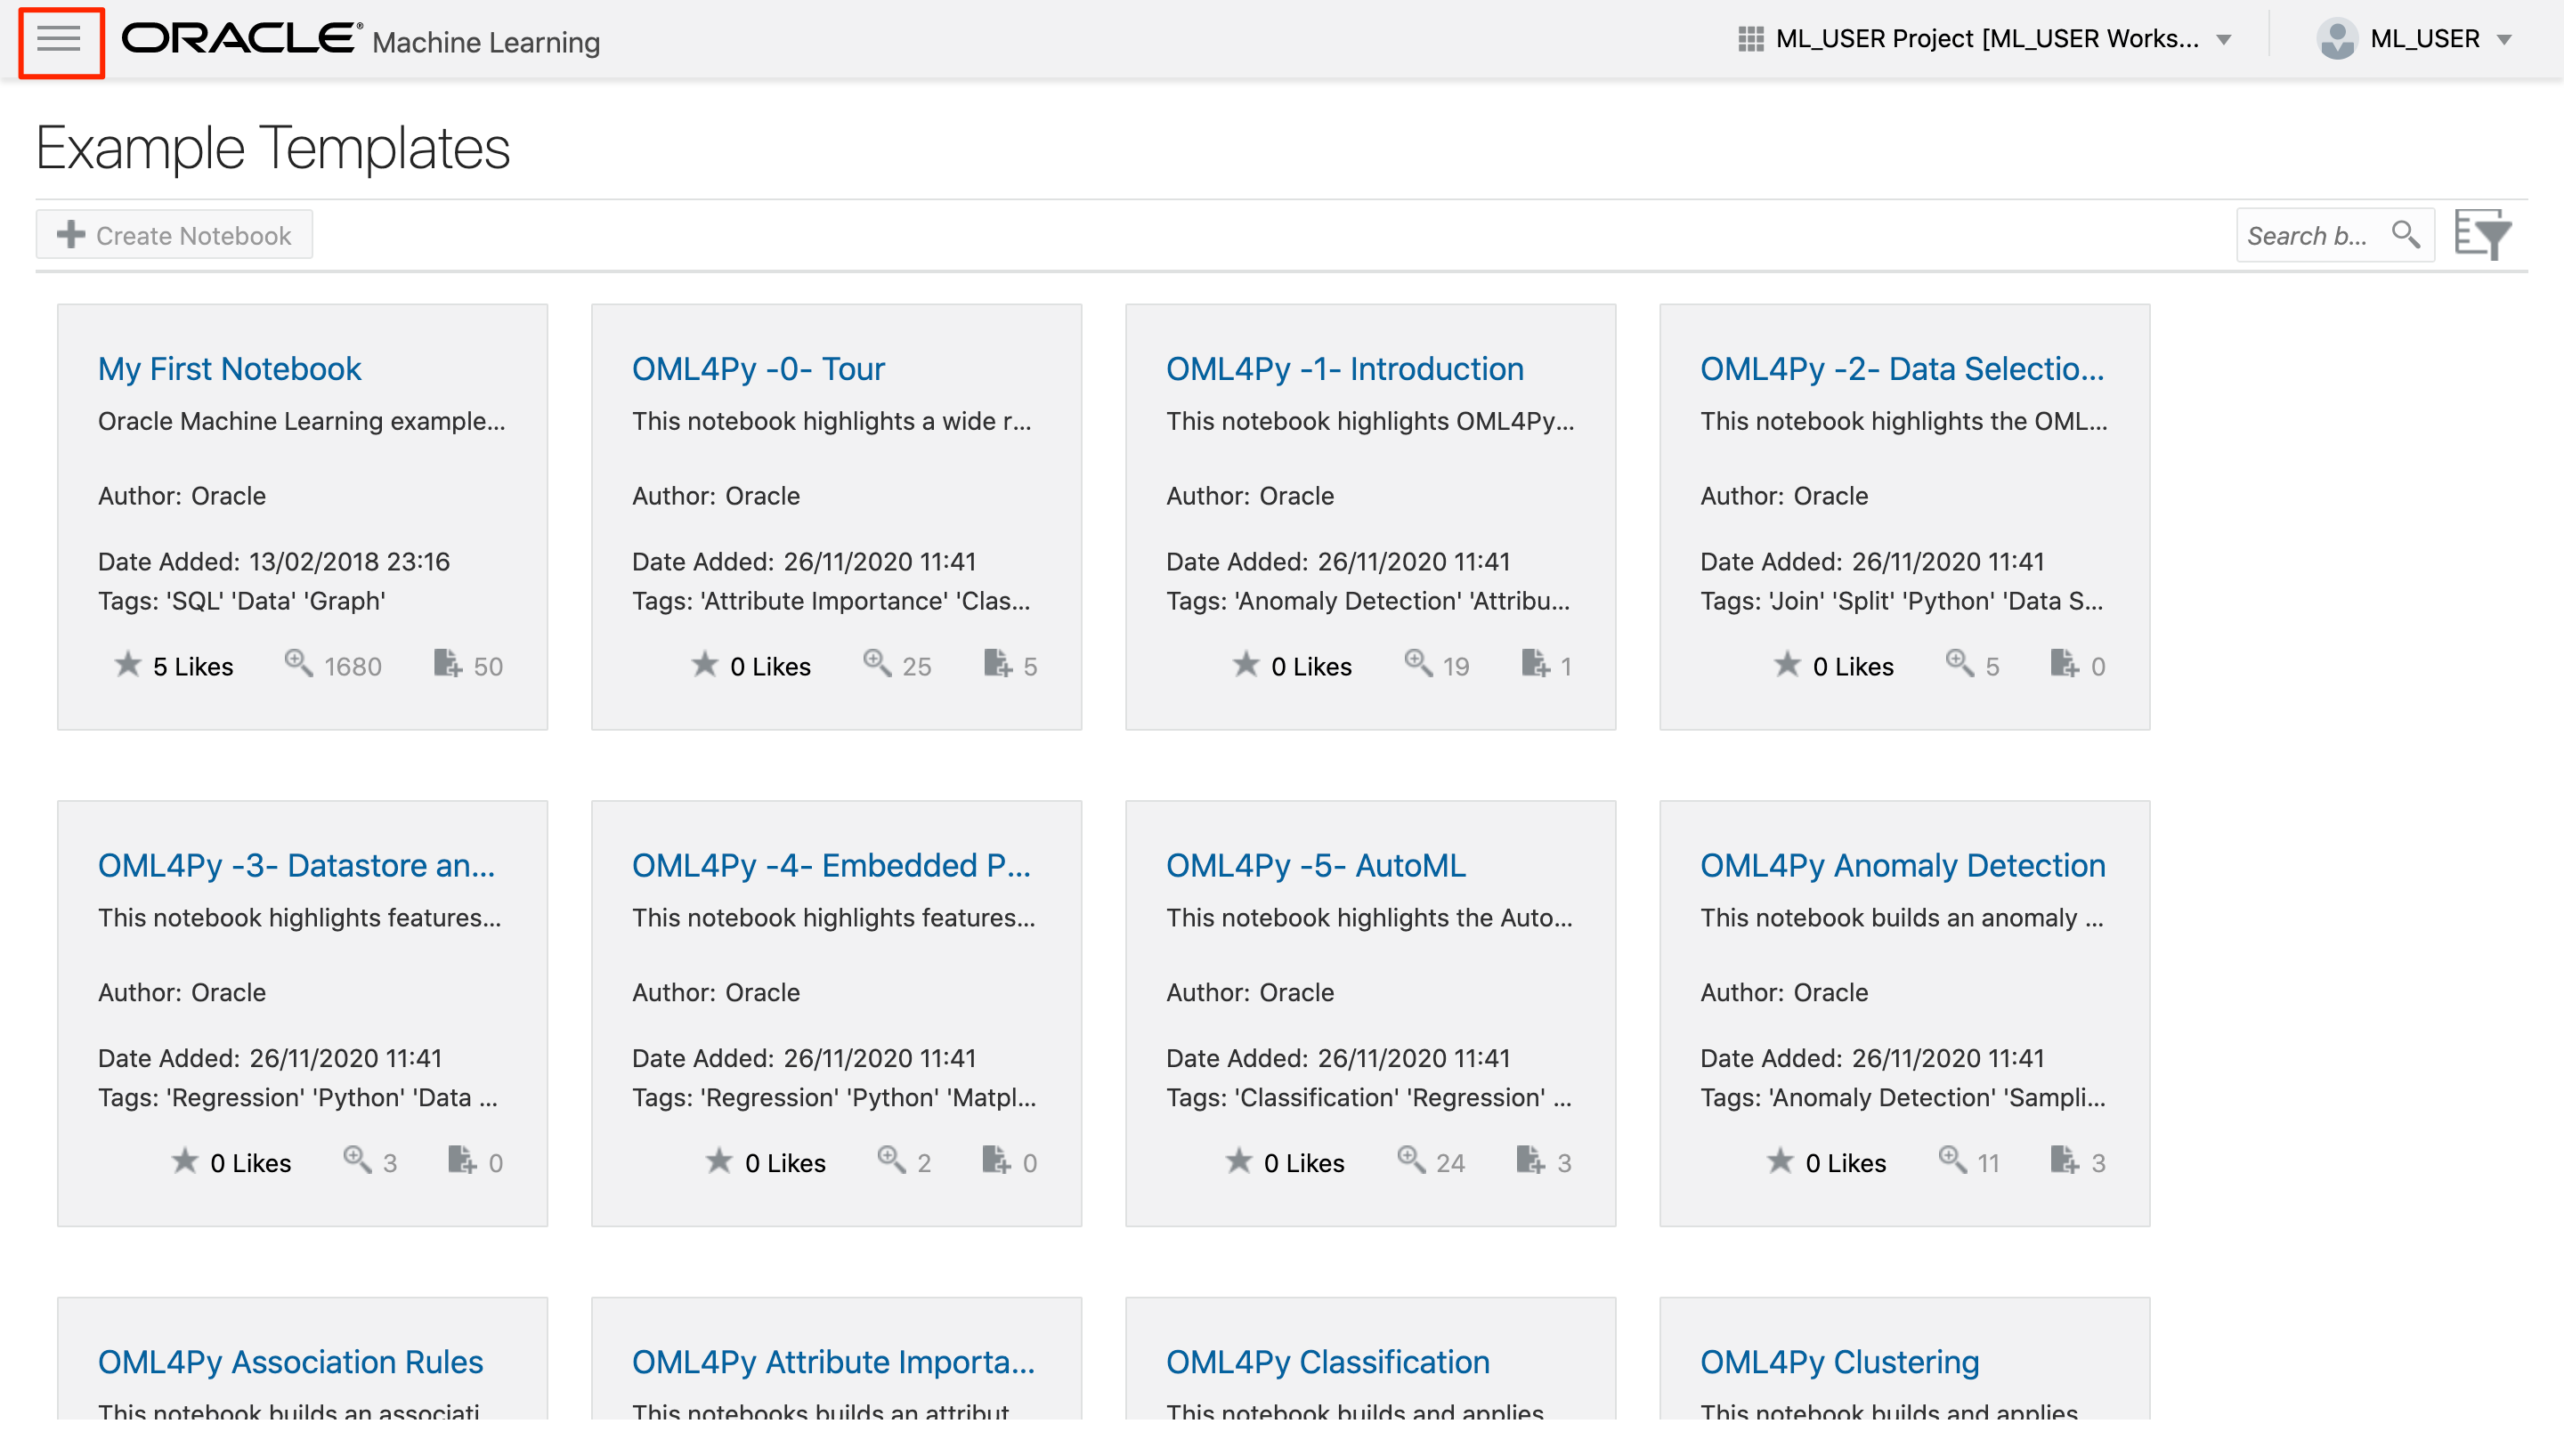 ORACLE® Machine Learning
ML_USER Project [ML_USER Works...
ML_USER
Example Templates
Create Notebook
Search b...
My First Notebook
Oracle Machine Learning example...
Author: Oracle
Date Added: 13/02/2018 23:16
Tags: 'SQL' 'Data' 'Graph'
5 Likes 1680 50
OML4Py -0- Tour
This notebook highlights a wide r...
Author: Oracle
Date Added: 26/11/2020 11:41
Tags: 'Attribute Importance' 'Clas...
0 Likes 25 5
OML4Py -1- Introduction
This notebook highlights OML4Py...
Author: Oracle
Date Added: 26/11/2020 11:41
Tags: 'Anomaly Detection' 'Attribu...
0 Likes 19 1
OML4Py -2- Data Selectio...
This notebook highlights the OML...
Author: Oracle
Date Added: 26/11/2020 11:41
Tags: 'Join' 'Split' 'Python' 'Data S...
0 Likes 5 0
OML4Py -3- Datastore an...
This notebook highlights features...
Author: Oracle
Date Added: 26/11/2020 11:41
Tags: 'Regression' 'Python' 'Data ...
0 Likes 3 0
OML4Py -4- Embedded P...
This notebook highlights features...
Author: Oracle
Date Added: 26/11/2020 11:41
Tags: 'Regression' 'Python' 'Matpl...
0 Likes 2 0
OML4Py -5- AutoML
This notebook highlights the Auto...
Author: Oracle
Date Added: 26/11/2020 11:41
Tags: 'Classification' 'Regression' ...
0 Likes 24 3
OML4Py Anomaly Detection
This notebook builds an anomaly ...
Author: Oracle
Date Added: 26/11/2020 11:41
Tags: 'Anomaly Detection' 'Sampli...
0 Likes 11 3
OML4Py Association Rules
This notebook builds an associati
OML4Py Attribute Importa...
This notebooks builds an attribut
OML4Py Classification
This notebook builds and applies
OML4Py Clustering
This notebook builds and applies